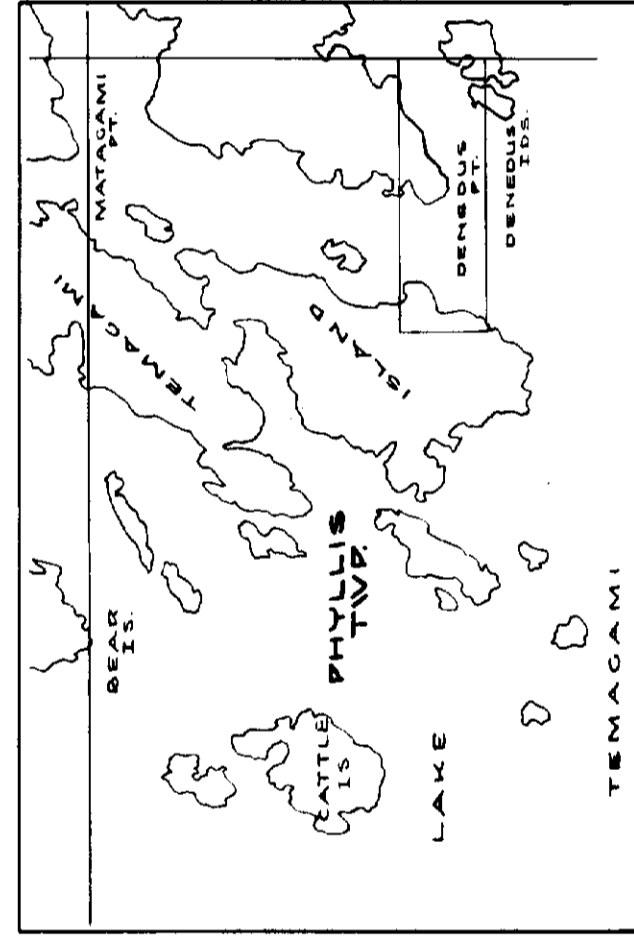 BEAR
IS.
MATAGAMI
PT.
TEMAGAMI
ISLAND
PHYLLIS
TWP.
CATTLE
IS
LAKE
DENEDUS
PT.
DENEDUS
IDS.
TEMAGAMI